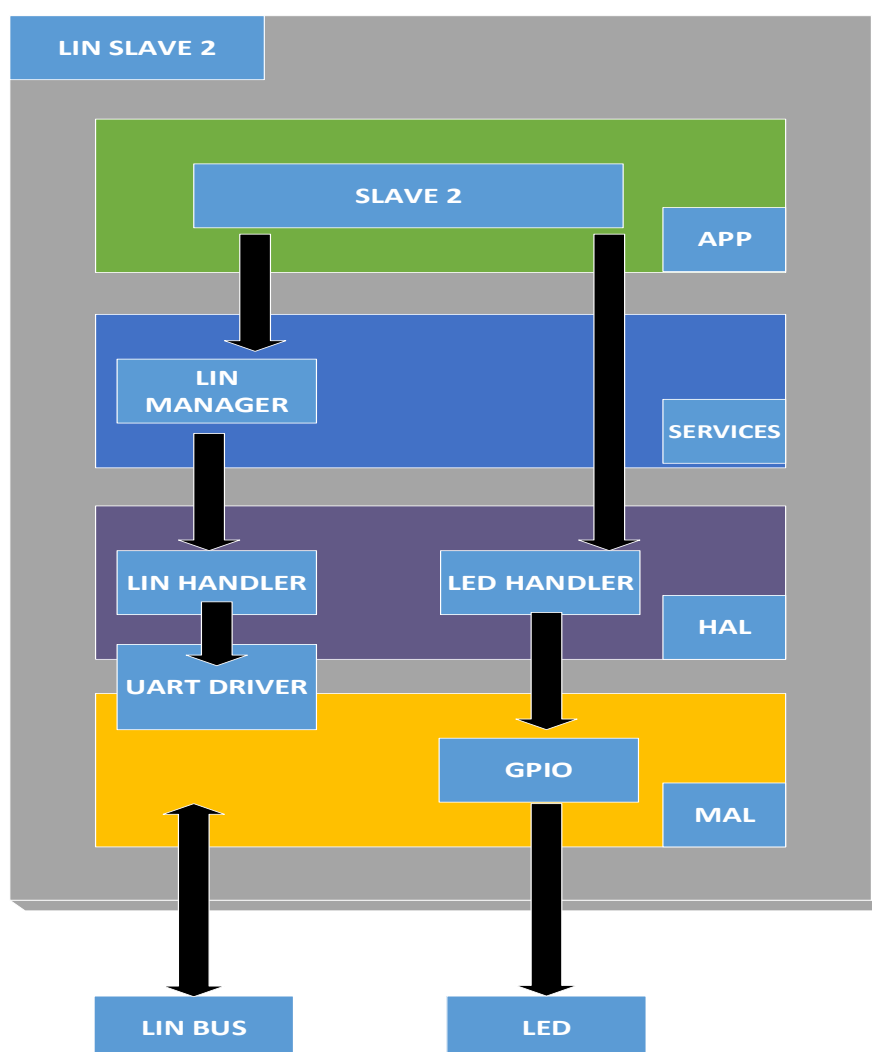 LIN SLAVE 2
SLAVE 2
APP
LIN
MANAGER
SERVICES
LIN HANDLER
LED HANDLER
HAL
UART DRIVER
GPIO
MAL
LIN BUS
LED